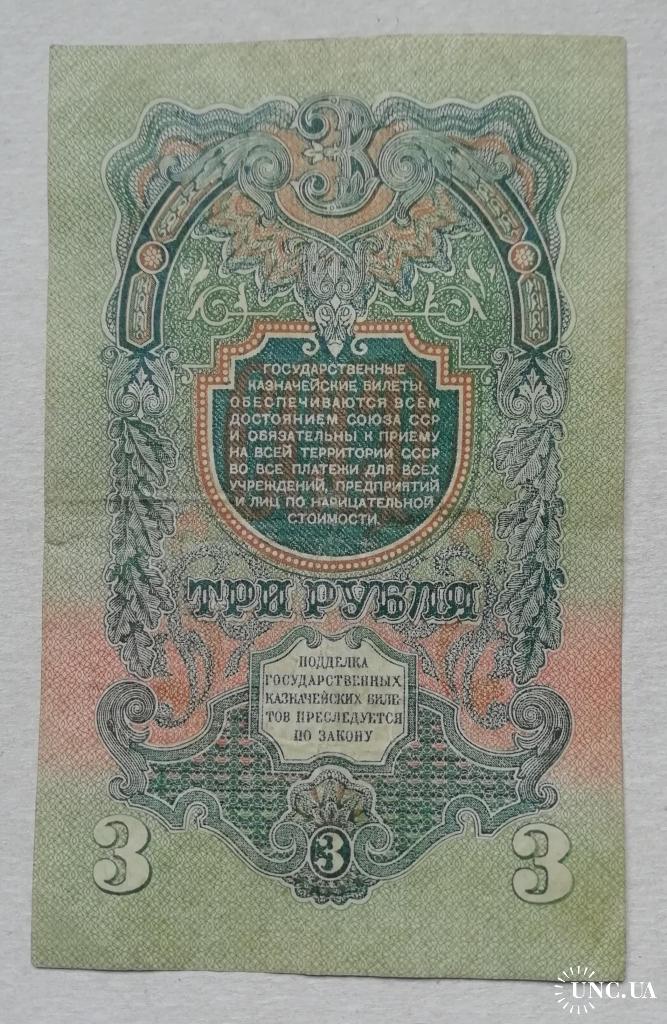 3
ГОСУДАРСТВЕННЫЕ
КАЗНАЧЕЙСКИЕ БИЛЕТЫ
ОБЕСПЕЧИВАЮТСЯ ВСЕМ
ДОСТОЯНИЕМ СОЮЗА ССР
И ОБЯЗАТЕЛЬНЫ К ПРИЕМУ
НА ВСЕЙ ТЕРРИТОРИИ СССР
ВО ВСЕ ПЛАТЕЖИ ДЛЯ ВСЕХ
УЧРЕЖДЕНИЙ, ПРЕДПРИЯТИЙ
И ЛИЦ ПО НАРИЦАТЕЛЬНОЙ
СТОИМОСТИ.
ТРИ РУБЛЯ
ПОДДЕЛКА
ГОСУДАРСТВЕННЫХ
КАЗНАЧЕЙСКИХ БИЛЕ-
ТОВ ПРЕСЛЕДУЕТСЯ
ПО ЗАКОНУ
3 3 3
UNC.UA